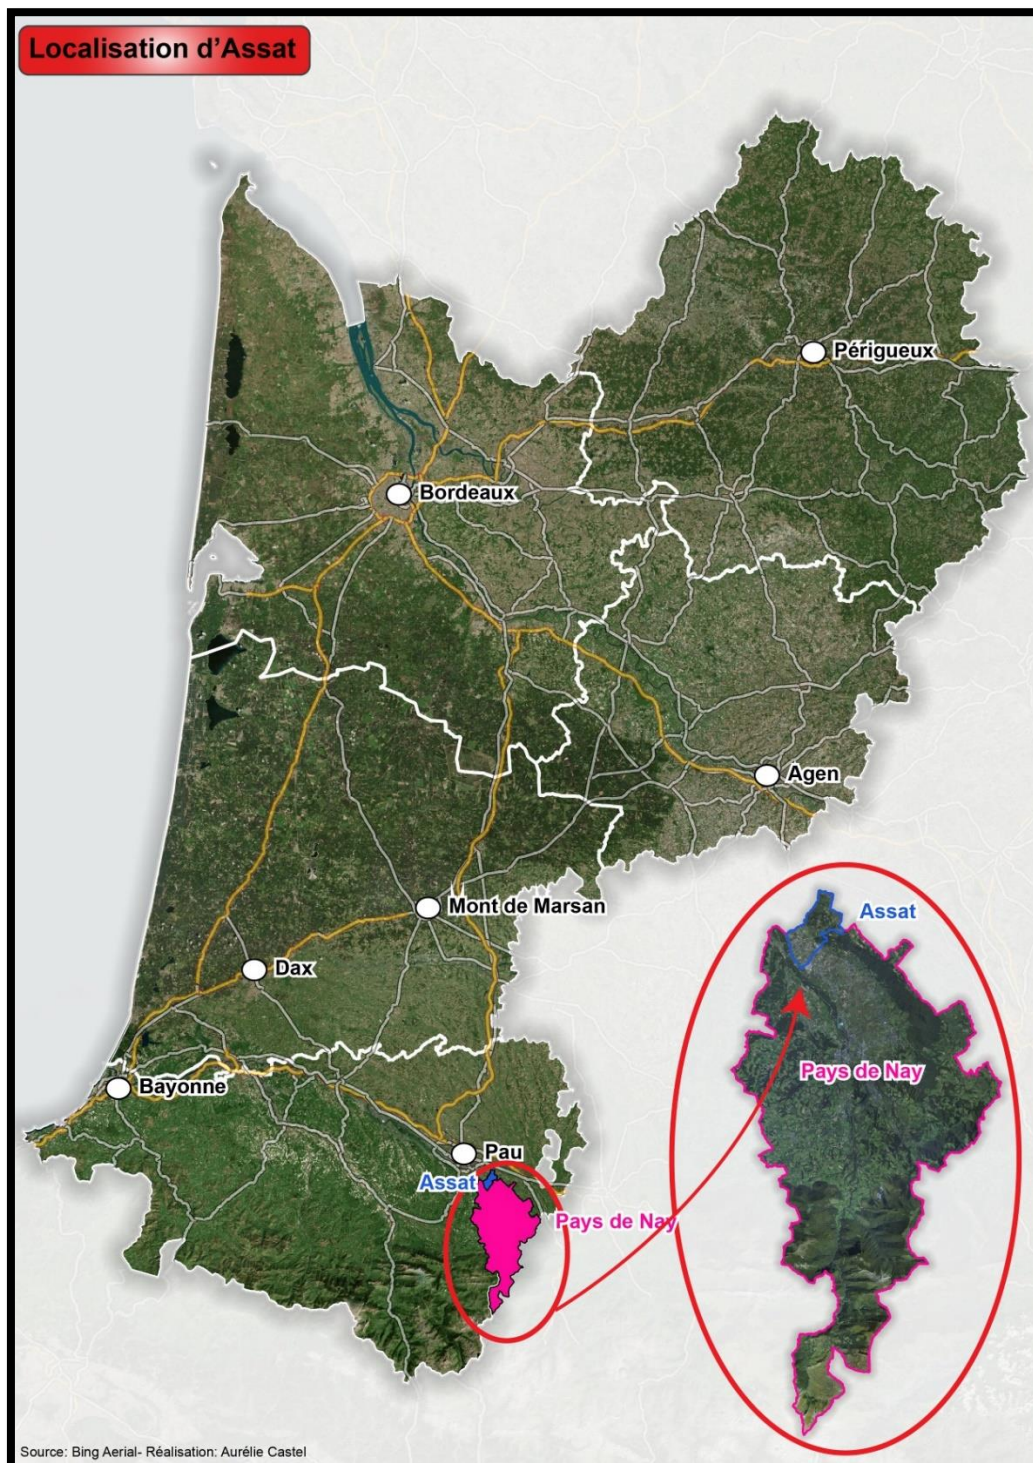 Localisation d'Assat
Périgueux
Bordeaux
Agen
Mont de Marsan
Assat
Dax
Pays de Nay
Bayonne
Pau
Assat
Pays de Nay
Source: Bing Aerial- Réalisation: Aurélie Castel